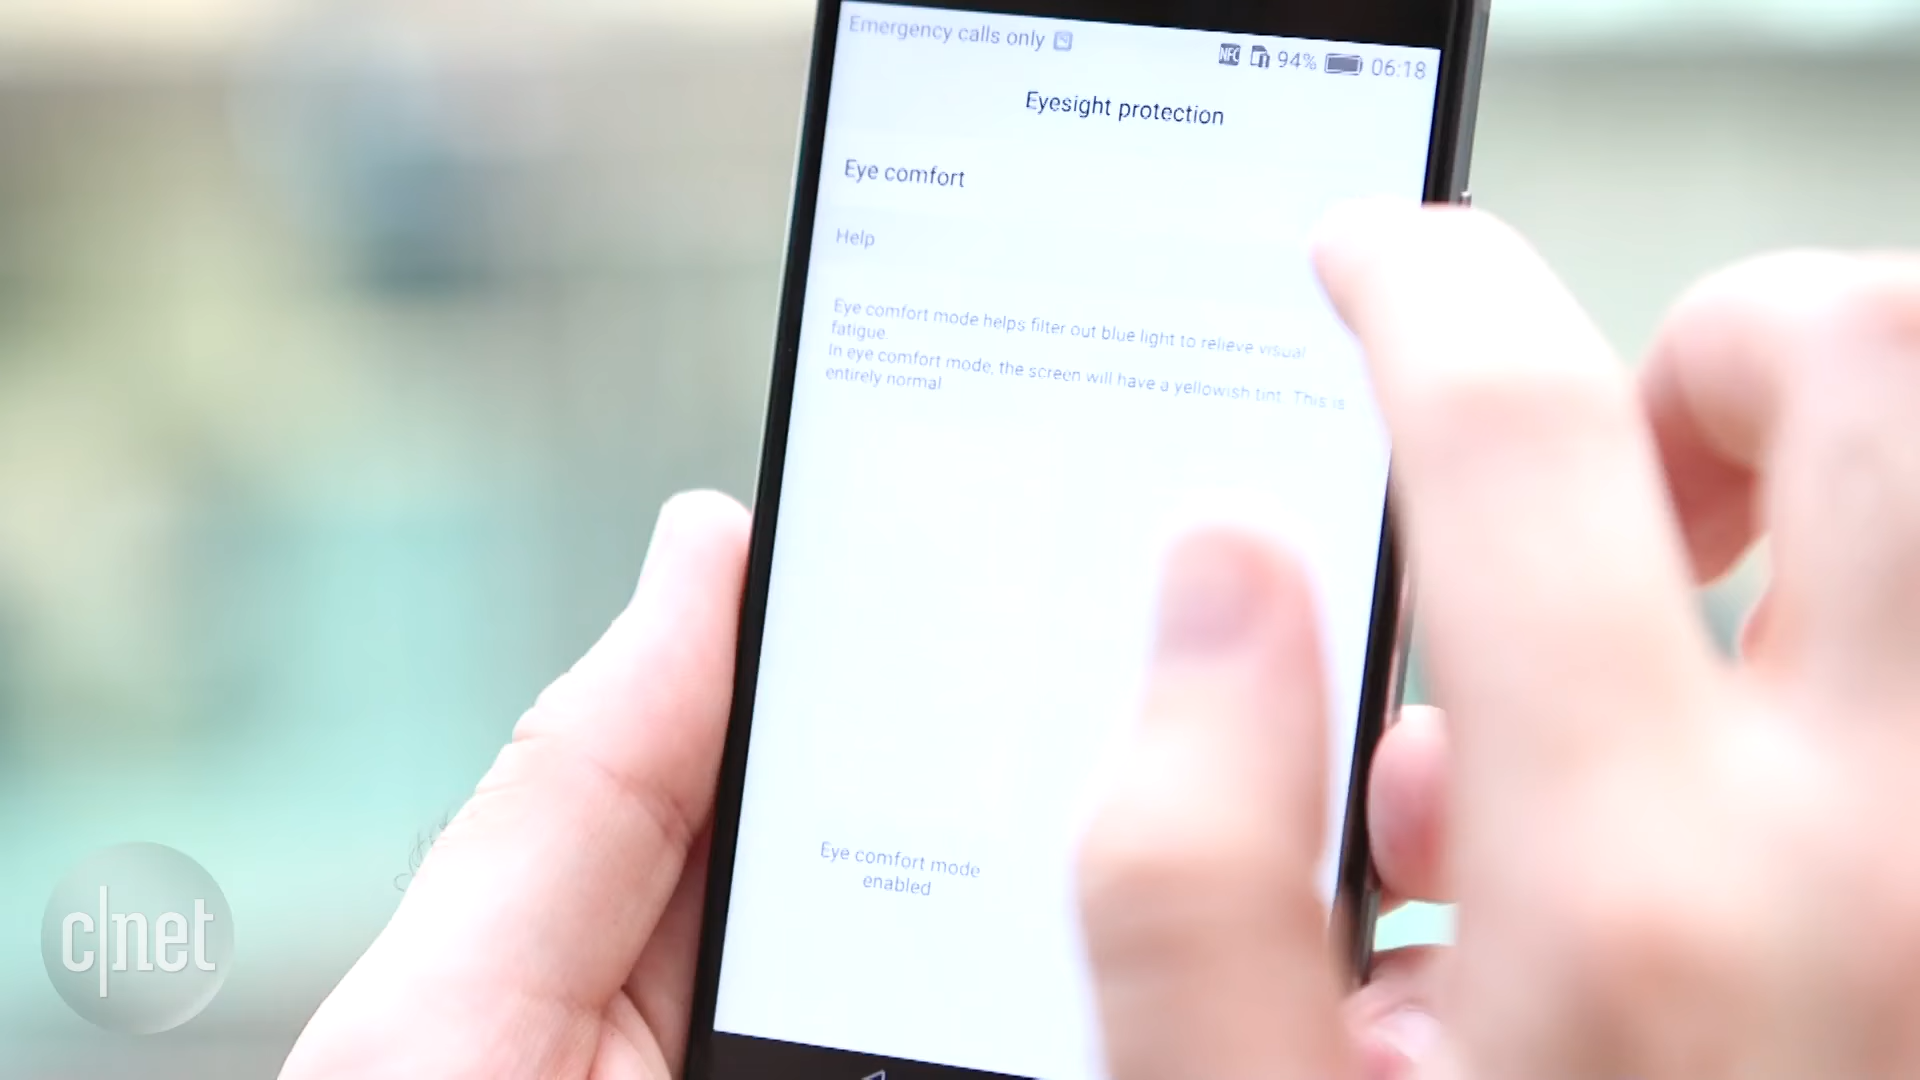 Emergency calls only
NFC 94% 06:18
Eyesight protection
Eye comfort
Help
Eye comfort mode helps filter out blue light to relieve visual
fatigue.
In eye comfort mode, the screen will have a yellowish tint. This is
entirely normal.
Eye comfort mode
enabled
c|net